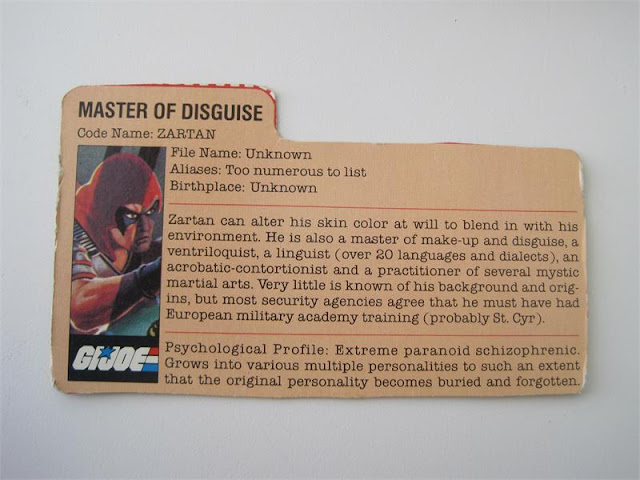 MASTER OF DISGUISE
Code Name: ZARTAN
File Name: Unknown
Aliases: Too numerous to list
Birthplace: Unknown
Zartan can alter his skin color at will to blend in with his
environment. He is also a master of make-up and disguise, a
ventriloquist, a linguist (over 20 languages and dialects), an
acrobatic-contortionist and a practitioner of several mystic
martial arts. Very little is known of his background and orig-
ins, but most security agencies agree that he must have had
European military academy training (probably St. Cyr).
Psychological Profile: Extreme paranoid schizophrenic.
Grows into various multiple personalities to such an extent
that the original personality becomes buried and forgotten.
GI JOE